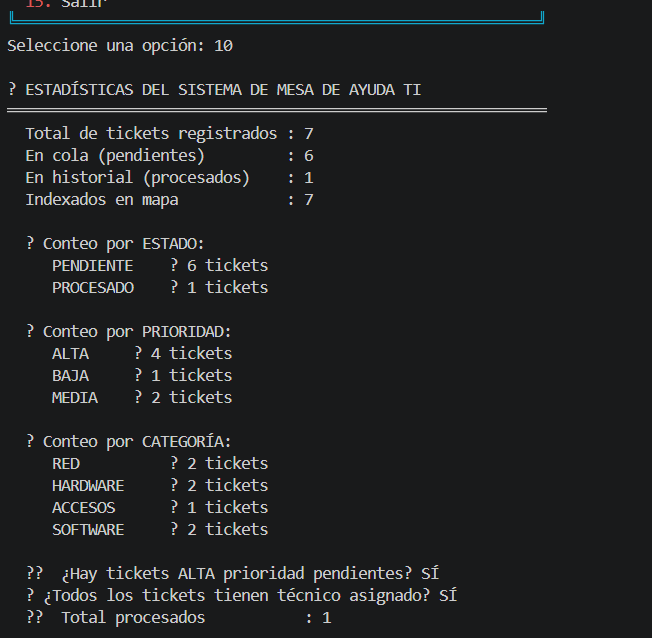 15. Salir
Seleccione una opción: 10
? ESTADÍSTICAS DEL SISTEMA DE MESA DE AYUDA TI
Total de tickets registrados : 7
En cola (pendientes) : 6
En historial (procesados) : 1
Indexados en mapa : 7
? Conteo por ESTADO:
PENDIENTE ? 6 tickets
PROCESADO ? 1 tickets
? Conteo por PRIORIDAD:
ALTA ? 4 tickets
BAJA ? 1 tickets
MEDIA ? 2 tickets
? Conteo por CATEGORÍA:
RED ? 2 tickets
HARDWARE ? 2 tickets
ACCESOS ? 1 tickets
SOFTWARE ? 2 tickets
?? ¿Hay tickets ALTA prioridad pendientes? SÍ
? ¿Todos los tickets tienen técnico asignado? SÍ
?? Total procesados : 1